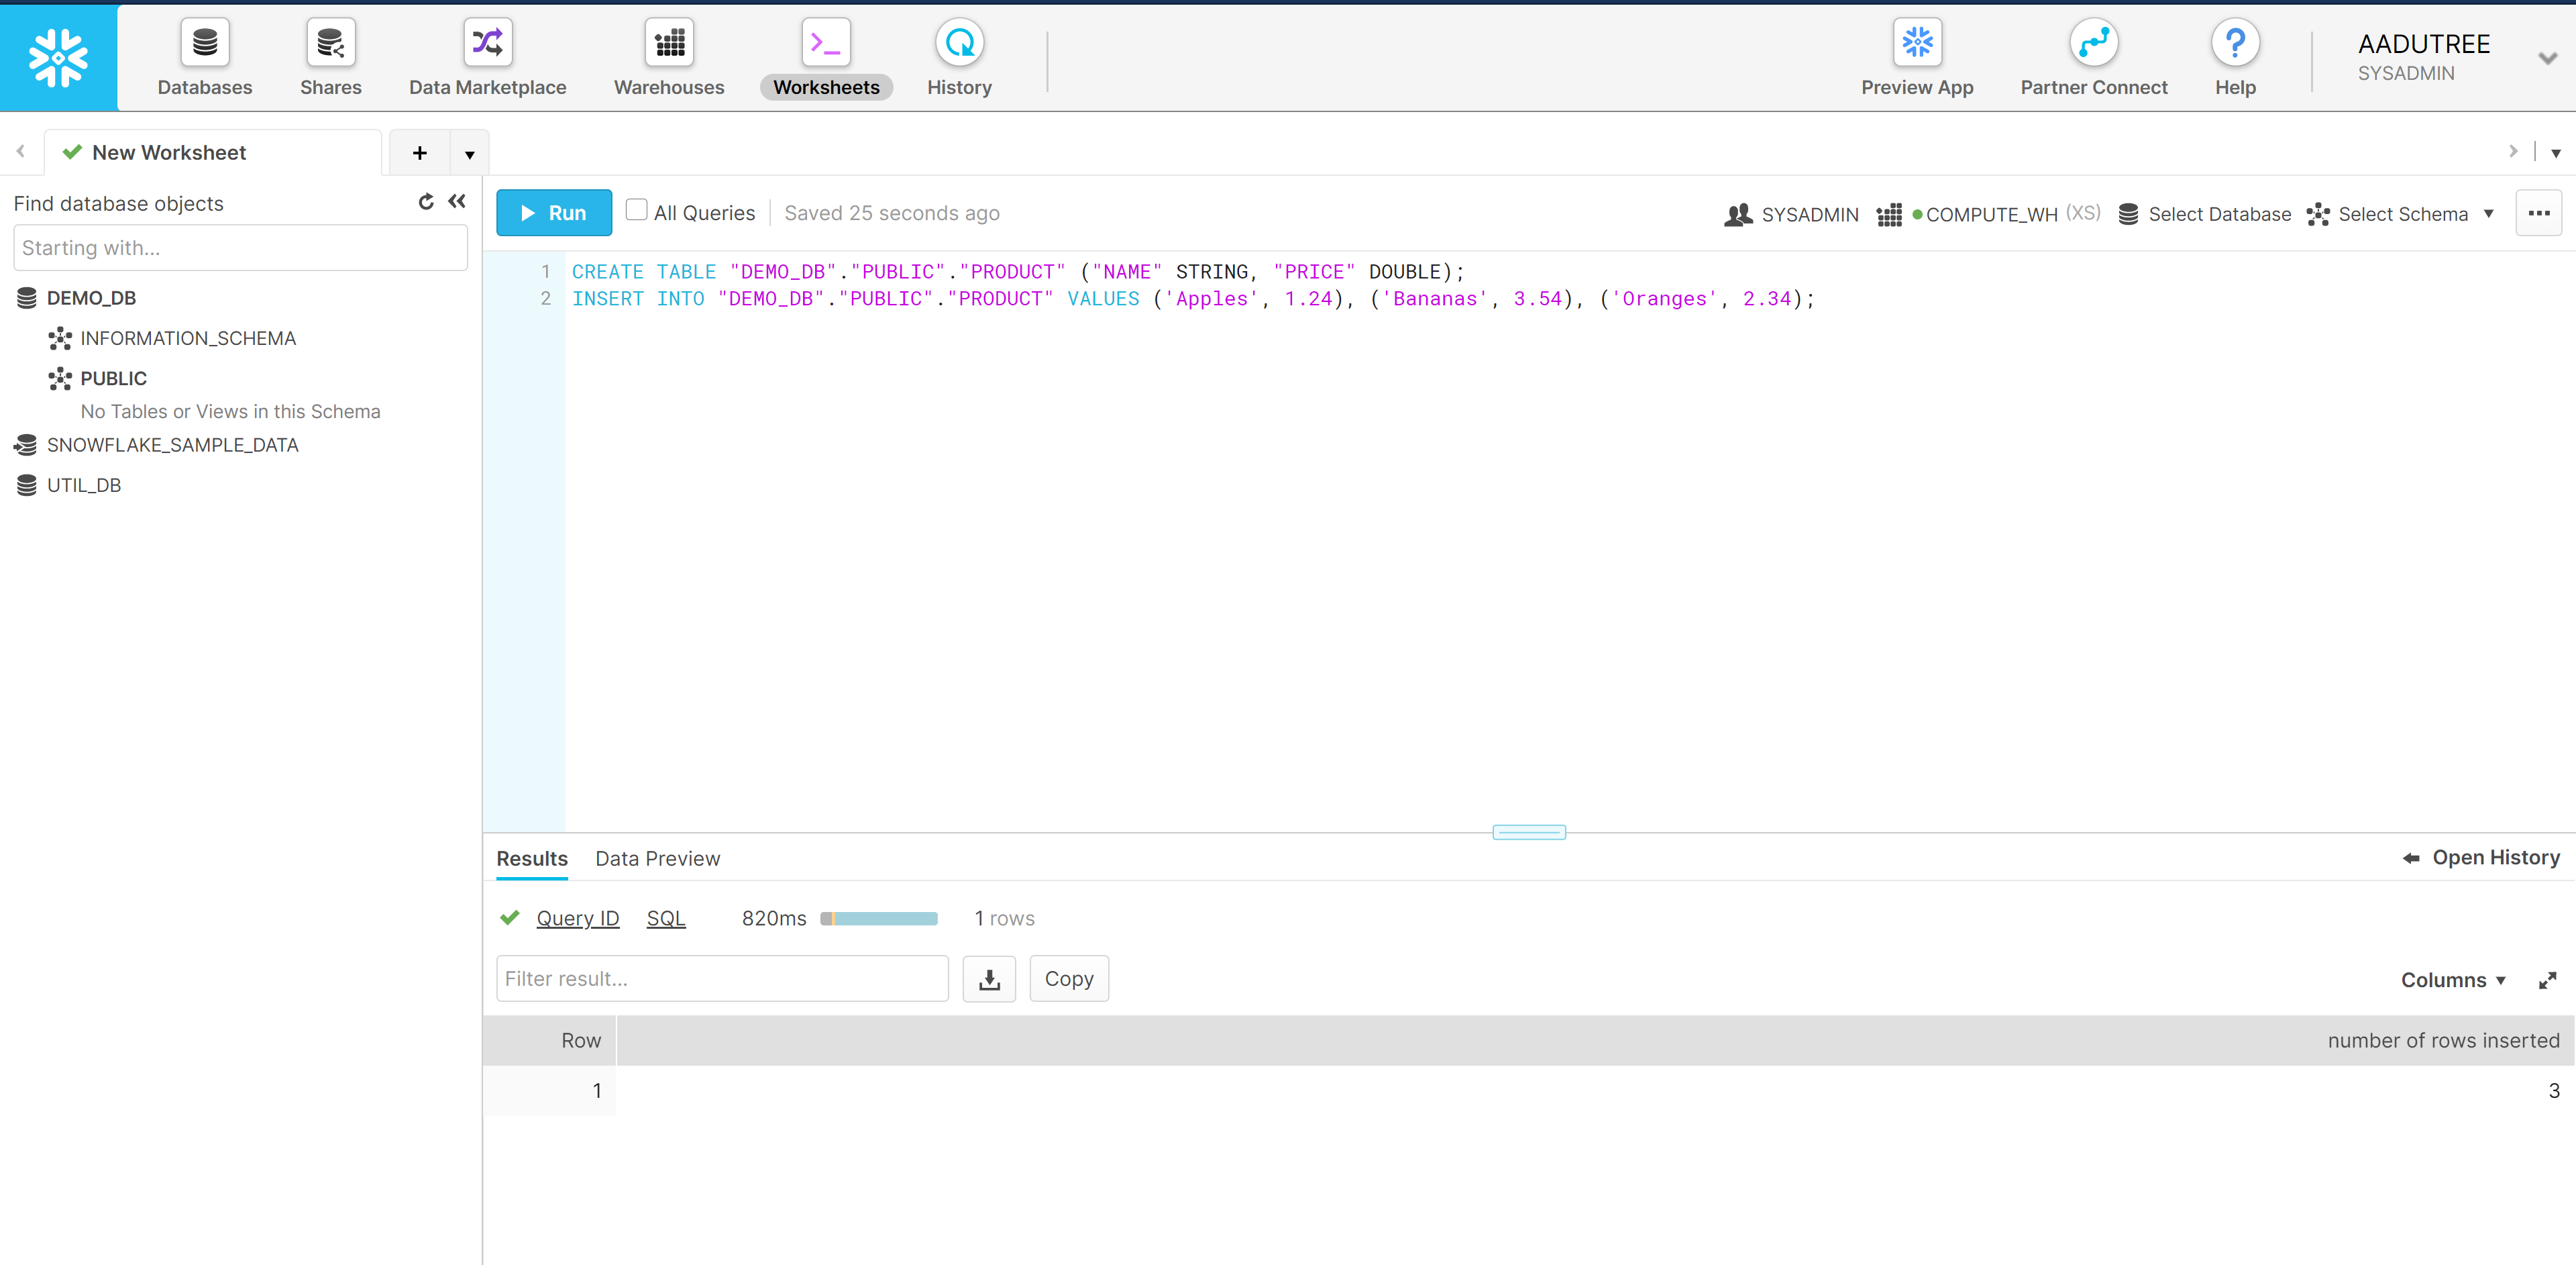 Databases
Shares
Data Marketplace
Warehouses
Worksheets
History
Preview App
Partner Connect
Help
AADUTREE
SYSADMIN
New Worksheet
Find database objects
Starting with...
DEMO_DB
INFORMATION_SCHEMA
PUBLIC
No Tables or Views in this Schema
SNOWFLAKE_SAMPLE_DATA
UTIL_DB
Run
All Queries
Saved 25 seconds ago
SYSADMIN
COMPUTE_WH (XS)
Select Database
Select Schema
1 CREATE TABLE "DEMO_DB"."PUBLIC"."PRODUCT" ("NAME" STRING, "PRICE" DOUBLE);
2 INSERT INTO "DEMO_DB"."PUBLIC"."PRODUCT" VALUES ('Apples', 1.24), ('Bananas', 3.54), ('Oranges', 2.34);
Results
Data Preview
Open History
Query ID
SQL
820ms
1 rows
Filter result...
Copy
Columns
Row
number of rows inserted
1
3